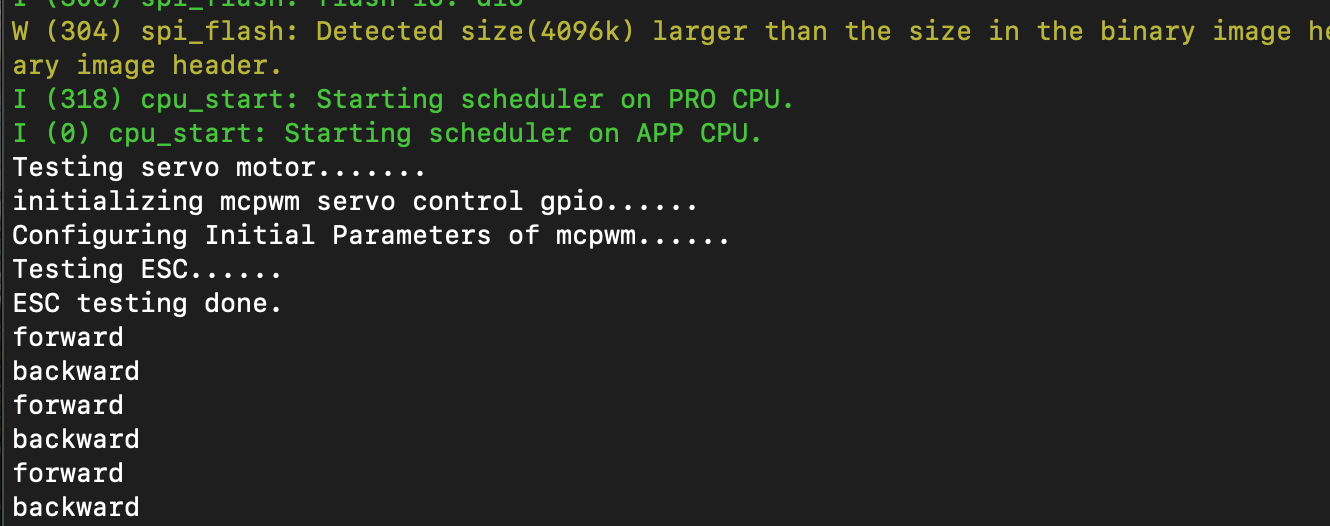 I (300) spi_flash: flash io: dio
W (304) spi_flash: Detected size(4096k) larger than the size in the binary image
ary image header.
I (318) cpu_start: Starting scheduler on PRO CPU.
I (0) cpu_start: Starting scheduler on APP CPU.
Testing servo motor.......
initializing mcpwm servo control gpio......
Configuring Initial Parameters of mcpwm......
Testing ESC......
ESC testing done.
forward
backward
forward
backward
forward
backward